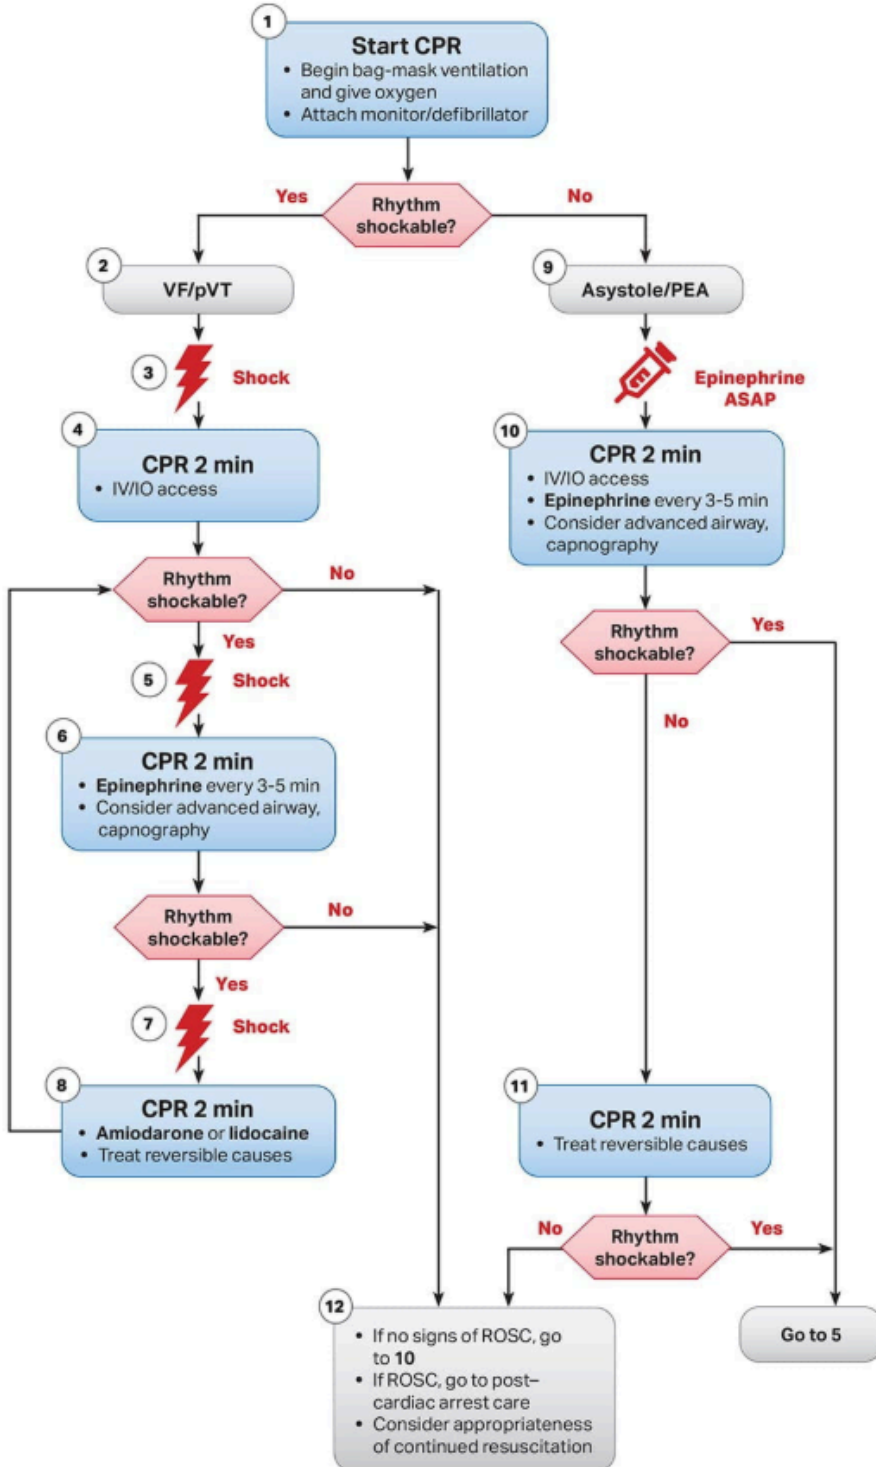 1
Start CPR
• Begin bag-mask ventilation
and give oxygen
• Attach monitor/defibrillator
Rhythm
shockable?
Yes
No
2
VF/pVT
3
Shock
4
CPR 2 min
• IV/IO access
Rhythm
shockable?
No
Yes
5
Shock
6
CPR 2 min
• Epinephrine every 3-5 min
• Consider advanced airway,
capnography
Rhythm
shockable?
No
Yes
7
Shock
8
CPR 2 min
• Amiodarone or lidocaine
• Treat reversible causes
9
Asystole/PEA
Epinephrine
ASAP
10
CPR 2 min
• IV/IO access
• Epinephrine every 3-5 min
• Consider advanced airway,
capnography
Rhythm
shockable?
Yes
No
11
CPR 2 min
• Treat reversible causes
Rhythm
shockable?
No
Yes
12
• If no signs of ROSC, go
to 10
• If ROSC, go to post–
cardiac arrest care
• Consider appropriateness
of continued resuscitation
Go to 5